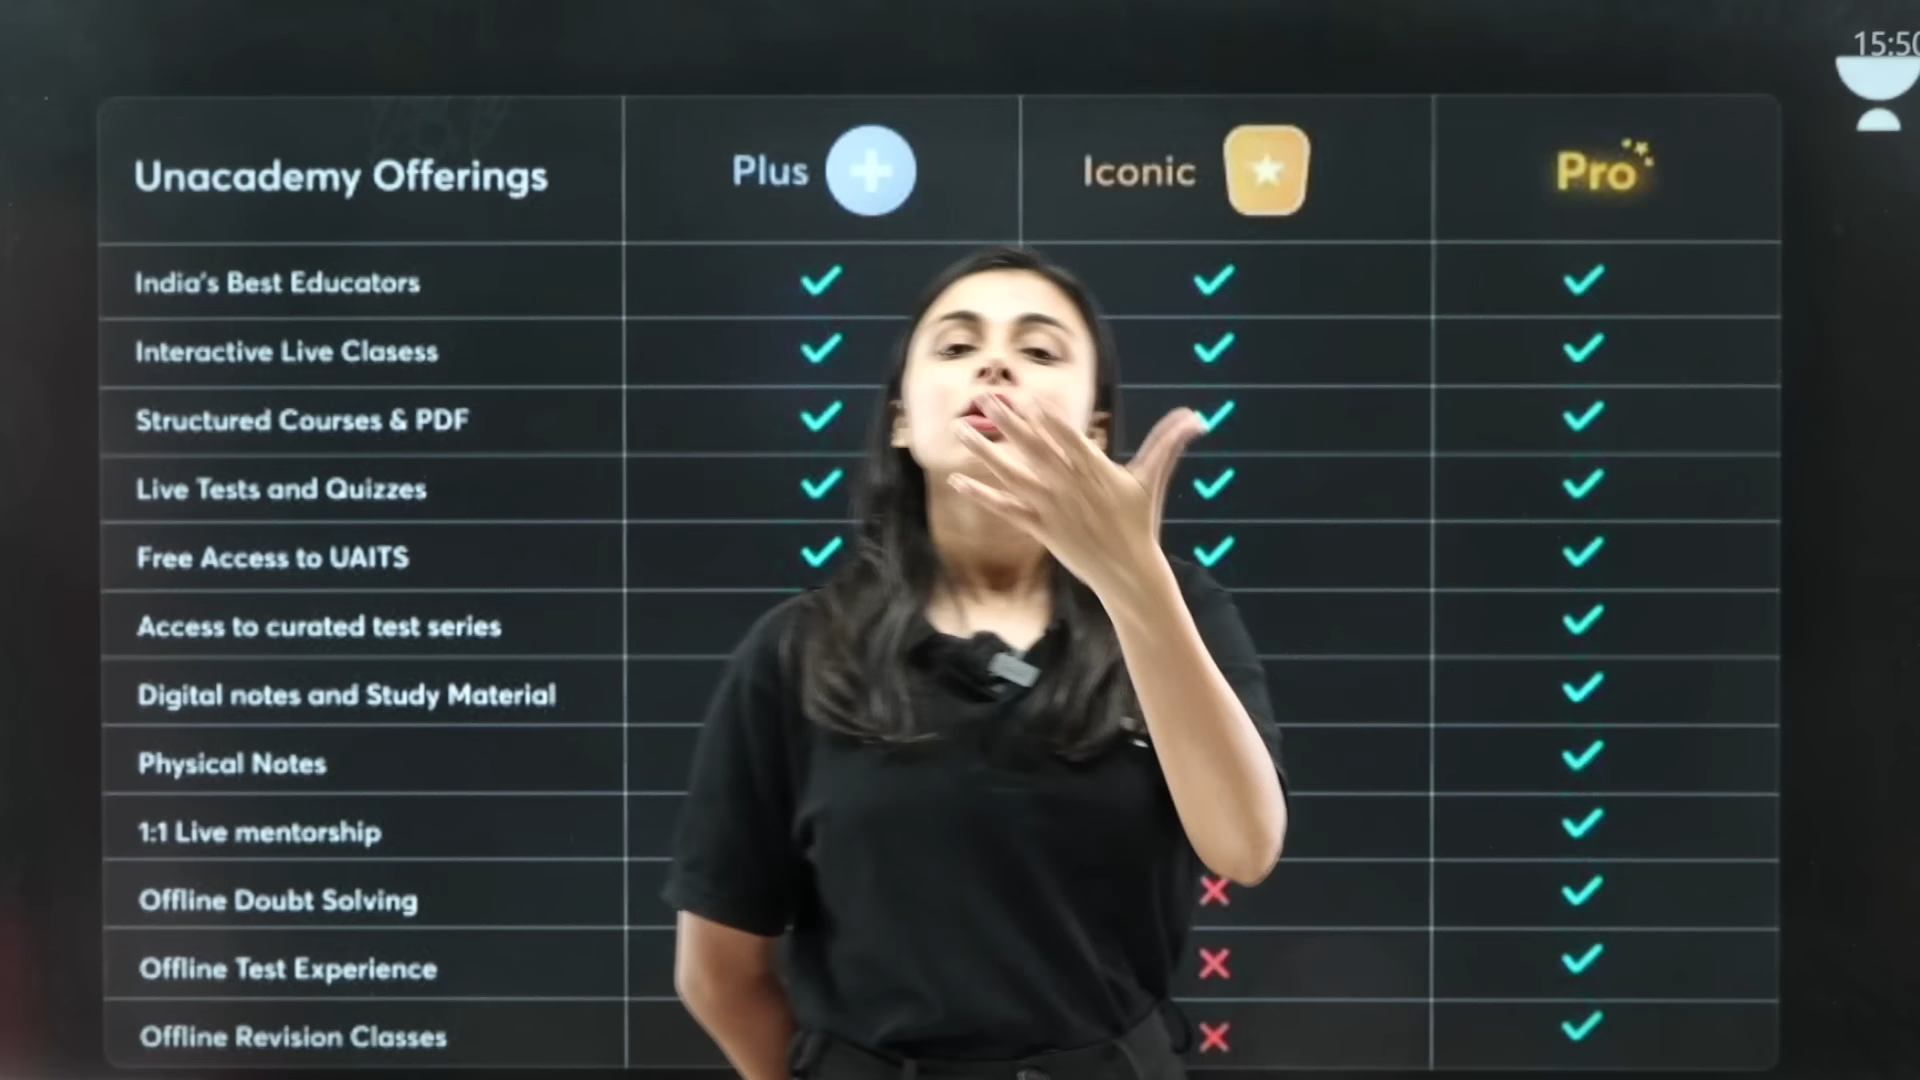 15:50
Unacademy Offerings Plus Iconic Pro
India's Best Educators
Interactive Live Clasess
Structured Courses & PDF
Live Tests and Quizzes
Free Access to UAITS
Access to curated test series
Digital notes and Study Material
Physical Notes
1:1 Live mentorship
Offline Doubt Solving
Offline Test Experience
Offline Revision Classes